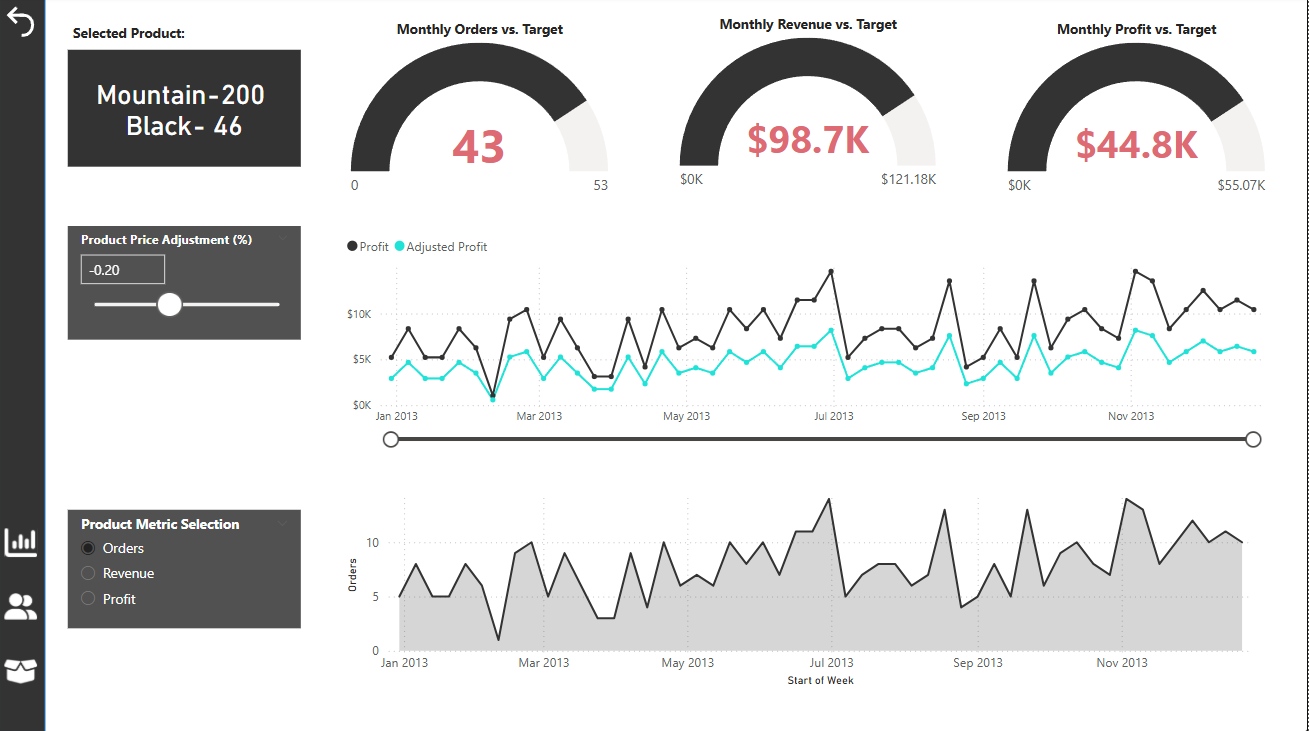 Selected Product:
Mountain-200
Black- 46
Monthly Orders vs. Target
43
0
53
Monthly Revenue vs. Target
$98.7K
$0K
$121.18K
Monthly Profit vs. Target
$44.8K
$0K
$55.07K
Product Price Adjustment (%)
-0.20
Profit
Adjusted Profit
$10K
$5K
$0K
Jan 2013
Mar 2013
May 2013
Jul 2013
Sep 2013
Nov 2013
Product Metric Selection
Orders
Revenue
Profit
Orders
10
5
0
Jan 2013
Mar 2013
May 2013
Jul 2013
Sep 2013
Nov 2013
Start of Week